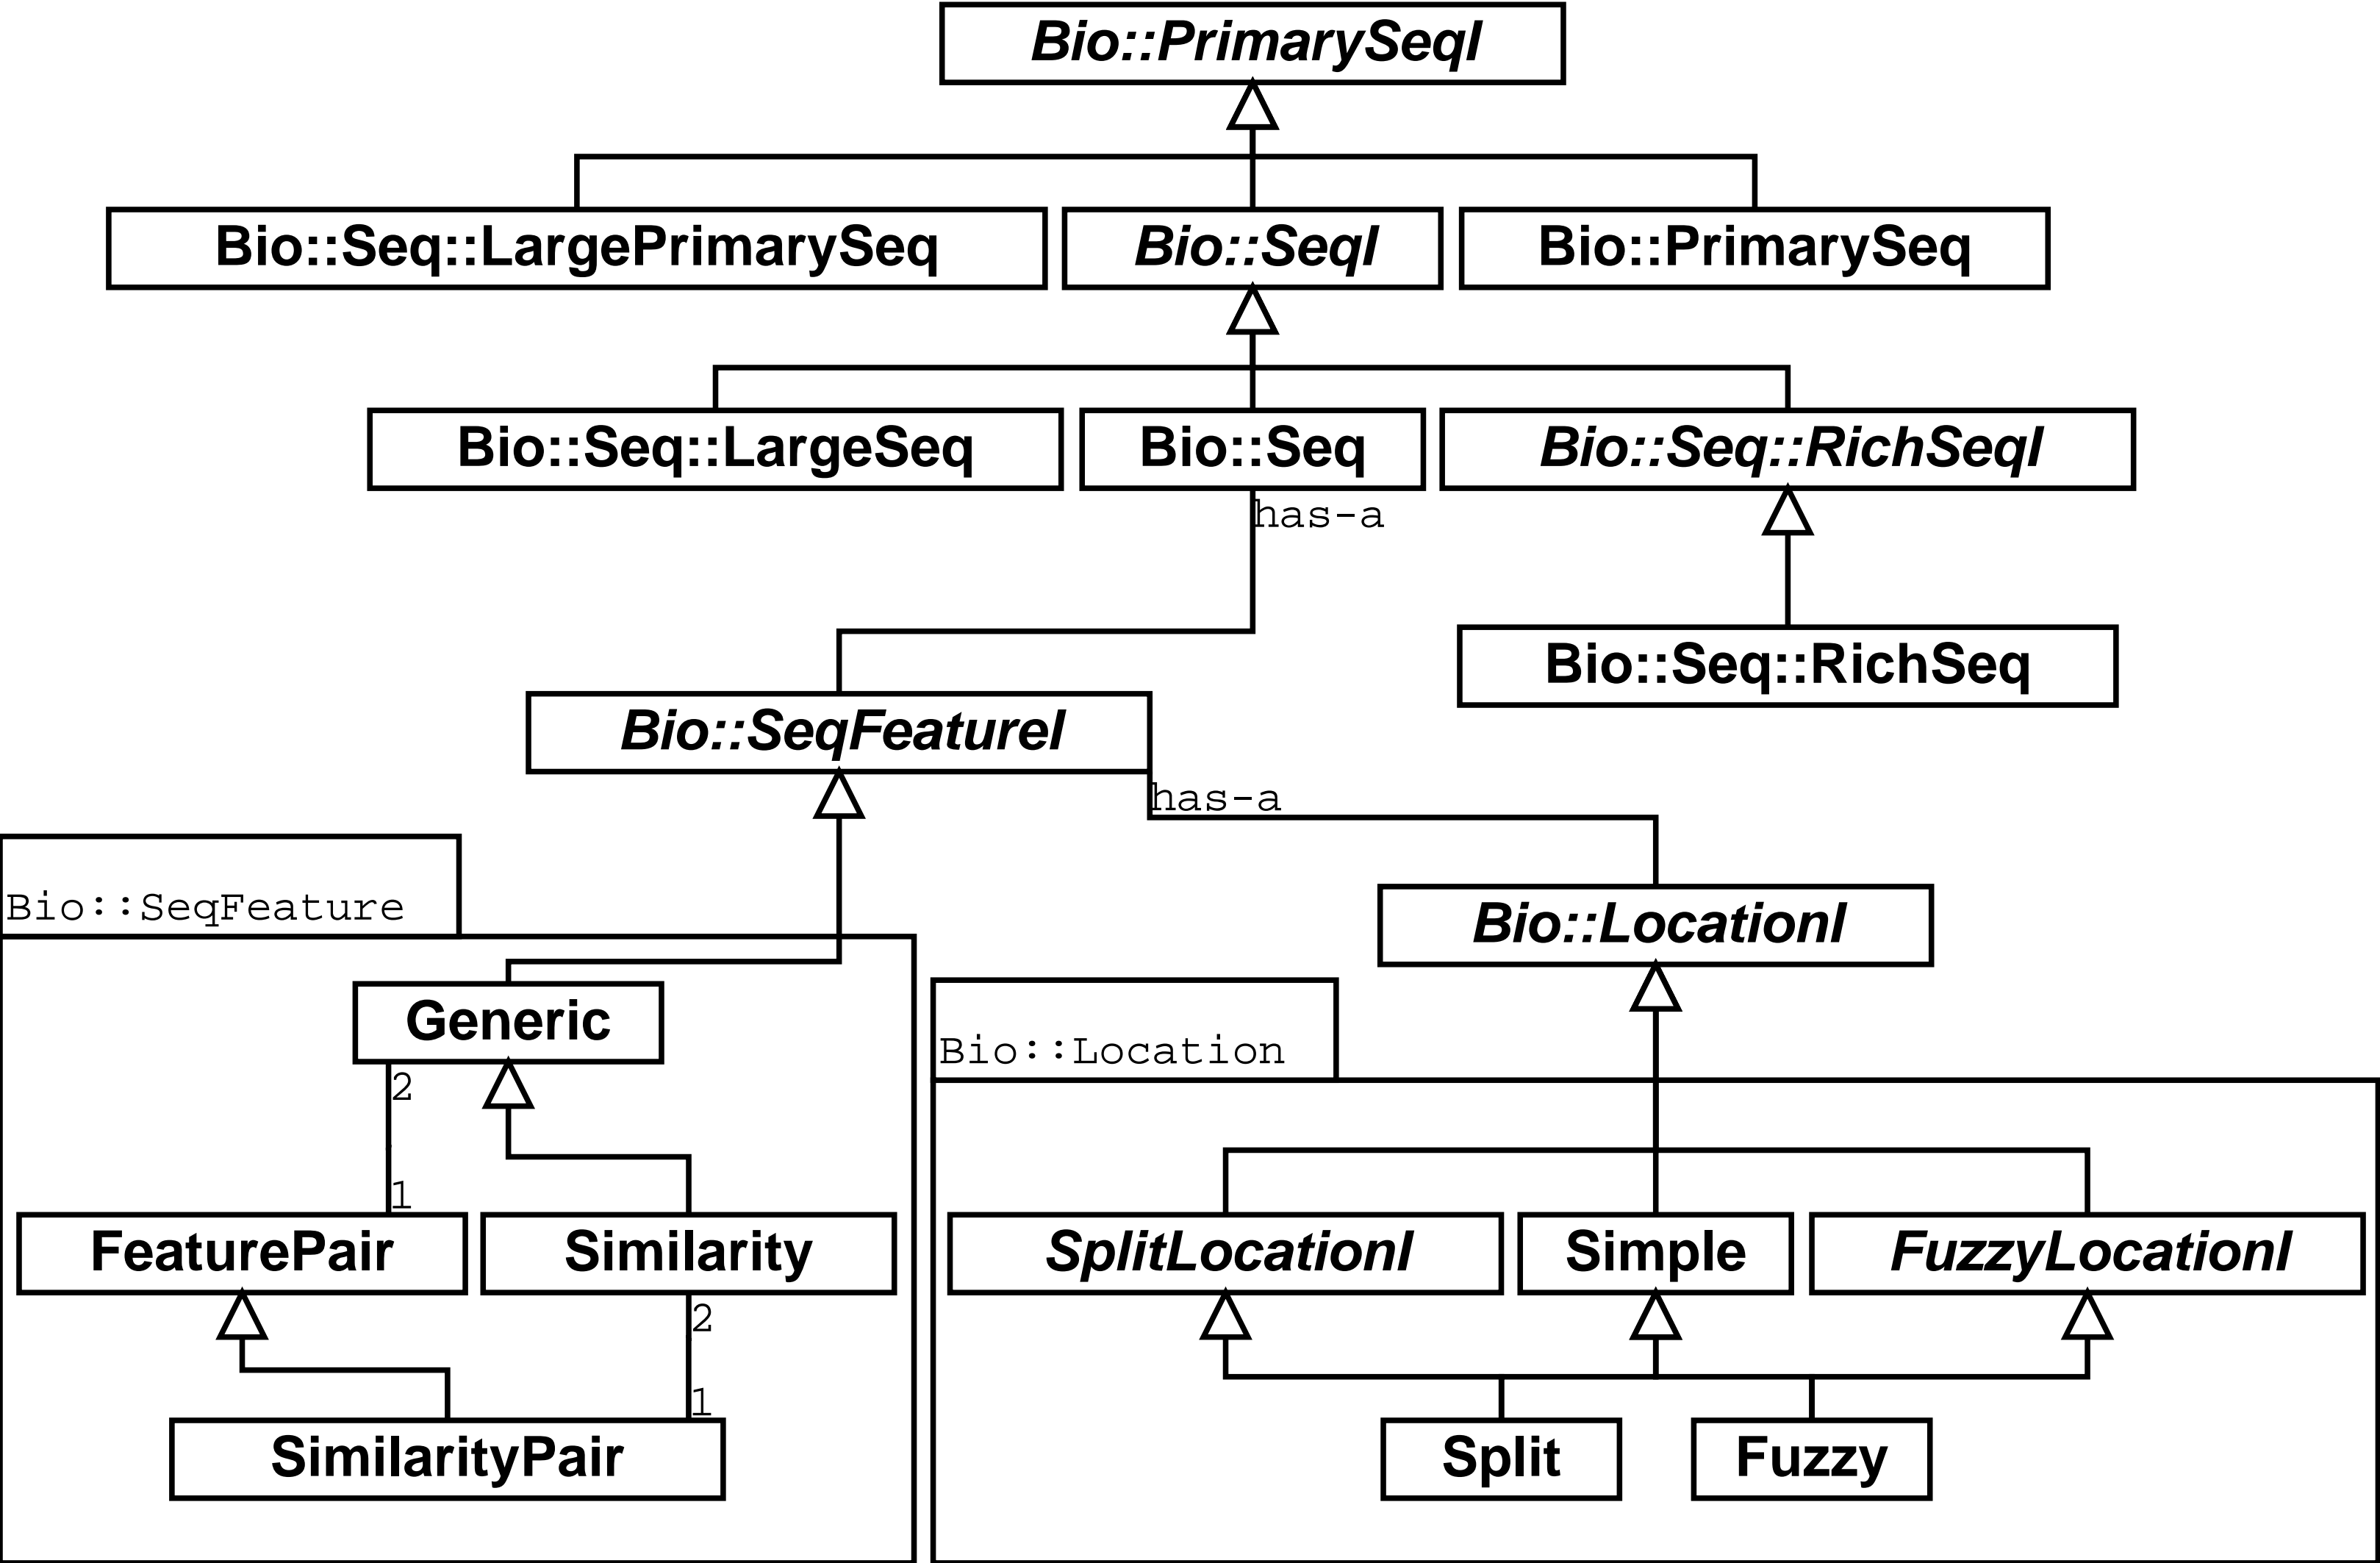 Bio::PrimarySeqI
Bio::Seq::LargePrimarySeq
Bio::SeqI
Bio::PrimarySeq
Bio::Seq::LargeSeq
Bio::Seq
Bio::Seq::RichSeqI
has-a
Bio::Seq::RichSeq
Bio::SeqFeatureI
has-a
Bio::SeqFeature
Bio::LocationI
Generic
Bio::Location
2
1
FeaturePair
Similarity
SplitLocationI
Simple
FuzzyLocationI
2
1
SimilarityPair
Split
Fuzzy